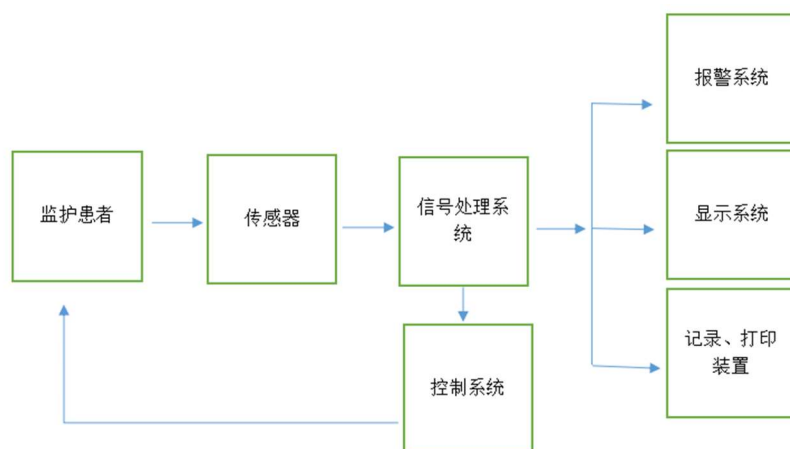 报警系统
监护患者
传感器
信号处理系
统
显示系统
控制系统
记录、打印
装置